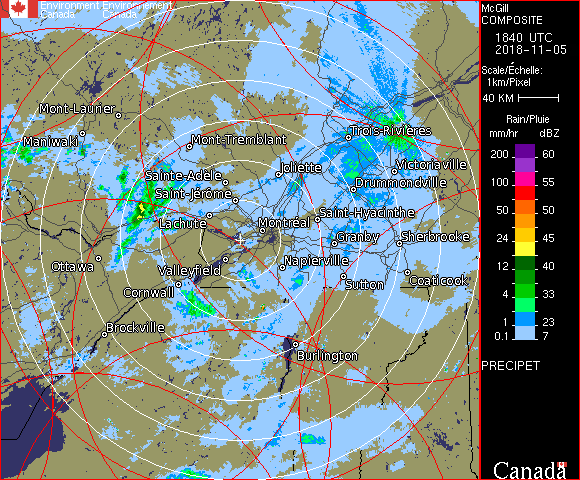 Environment Environnement
Canada Canada
McGill
COMPOSITE
1840 UTC
2018-11-05
Scale/Échelle:
1km/Pixel
40 KM
Rain/Pluie
mm/hr dBZ
200 60
100 55
50 50
24 45
12 40
4 33
1 23
0.1 7
PRECIPET
Canada
Mont-Laurier
Maniwaki
Mont-Tremblant
Trois-Rivières
Joliette
Victoriaville
Sainte-Adèle
Drummondville
Saint-Jérôme
Saint-Hyacinthe
Lachute
Montréal
Granby
Sherbrooke
Ottawa
Valleyfield
Napierville
Coaticook
Sutton
Cornwall
Brockville
Burlington